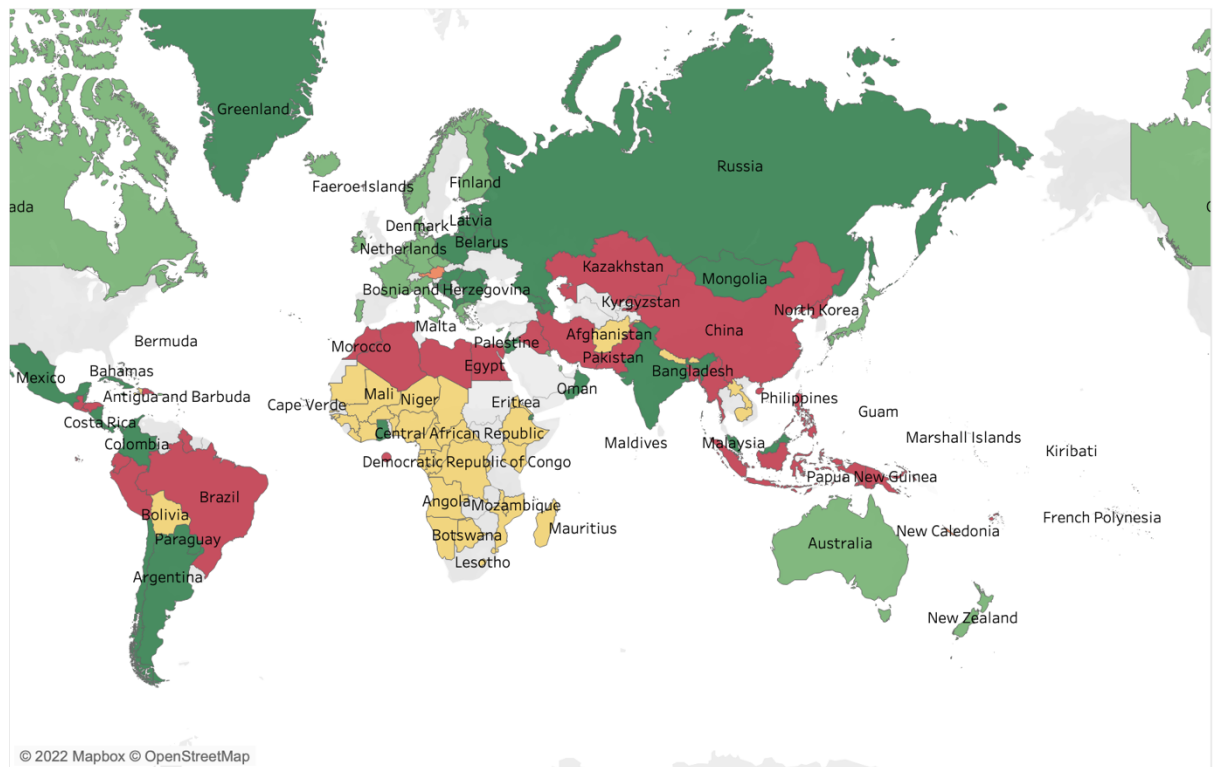 Greenland
Russia
Faeroe Islands
Finland
ada
Denmark
Latvia
Belarus
Netherlands
Kazakhstan
Mongolia
Bosnia and Herzegovina
Kyrgyzstan
North Korea
Malta
China
Afghanistan
Bermuda
Palestine
Morocco
Pakistan
Egypt
Bangladesh
Bahamas
Mexico
Oman
Mali
Niger
Antigua and Barbuda
Philippines
Cape Verde
Eritrea
Guam
Costa Rica
Central African Republic
Marshall Islands
Colombia
Maldives
Malaysia
Kiribati
Democratic Republic of Congo
Papua New Guinea
Brazil
Angola
Mozambique
Bolivia
French Polynesia
Mauritius
New Caledonia
Botswana
Paraguay
Australia
Lesotho
Argentina
New Zealand
© 2022 Mapbox © OpenStreetMap